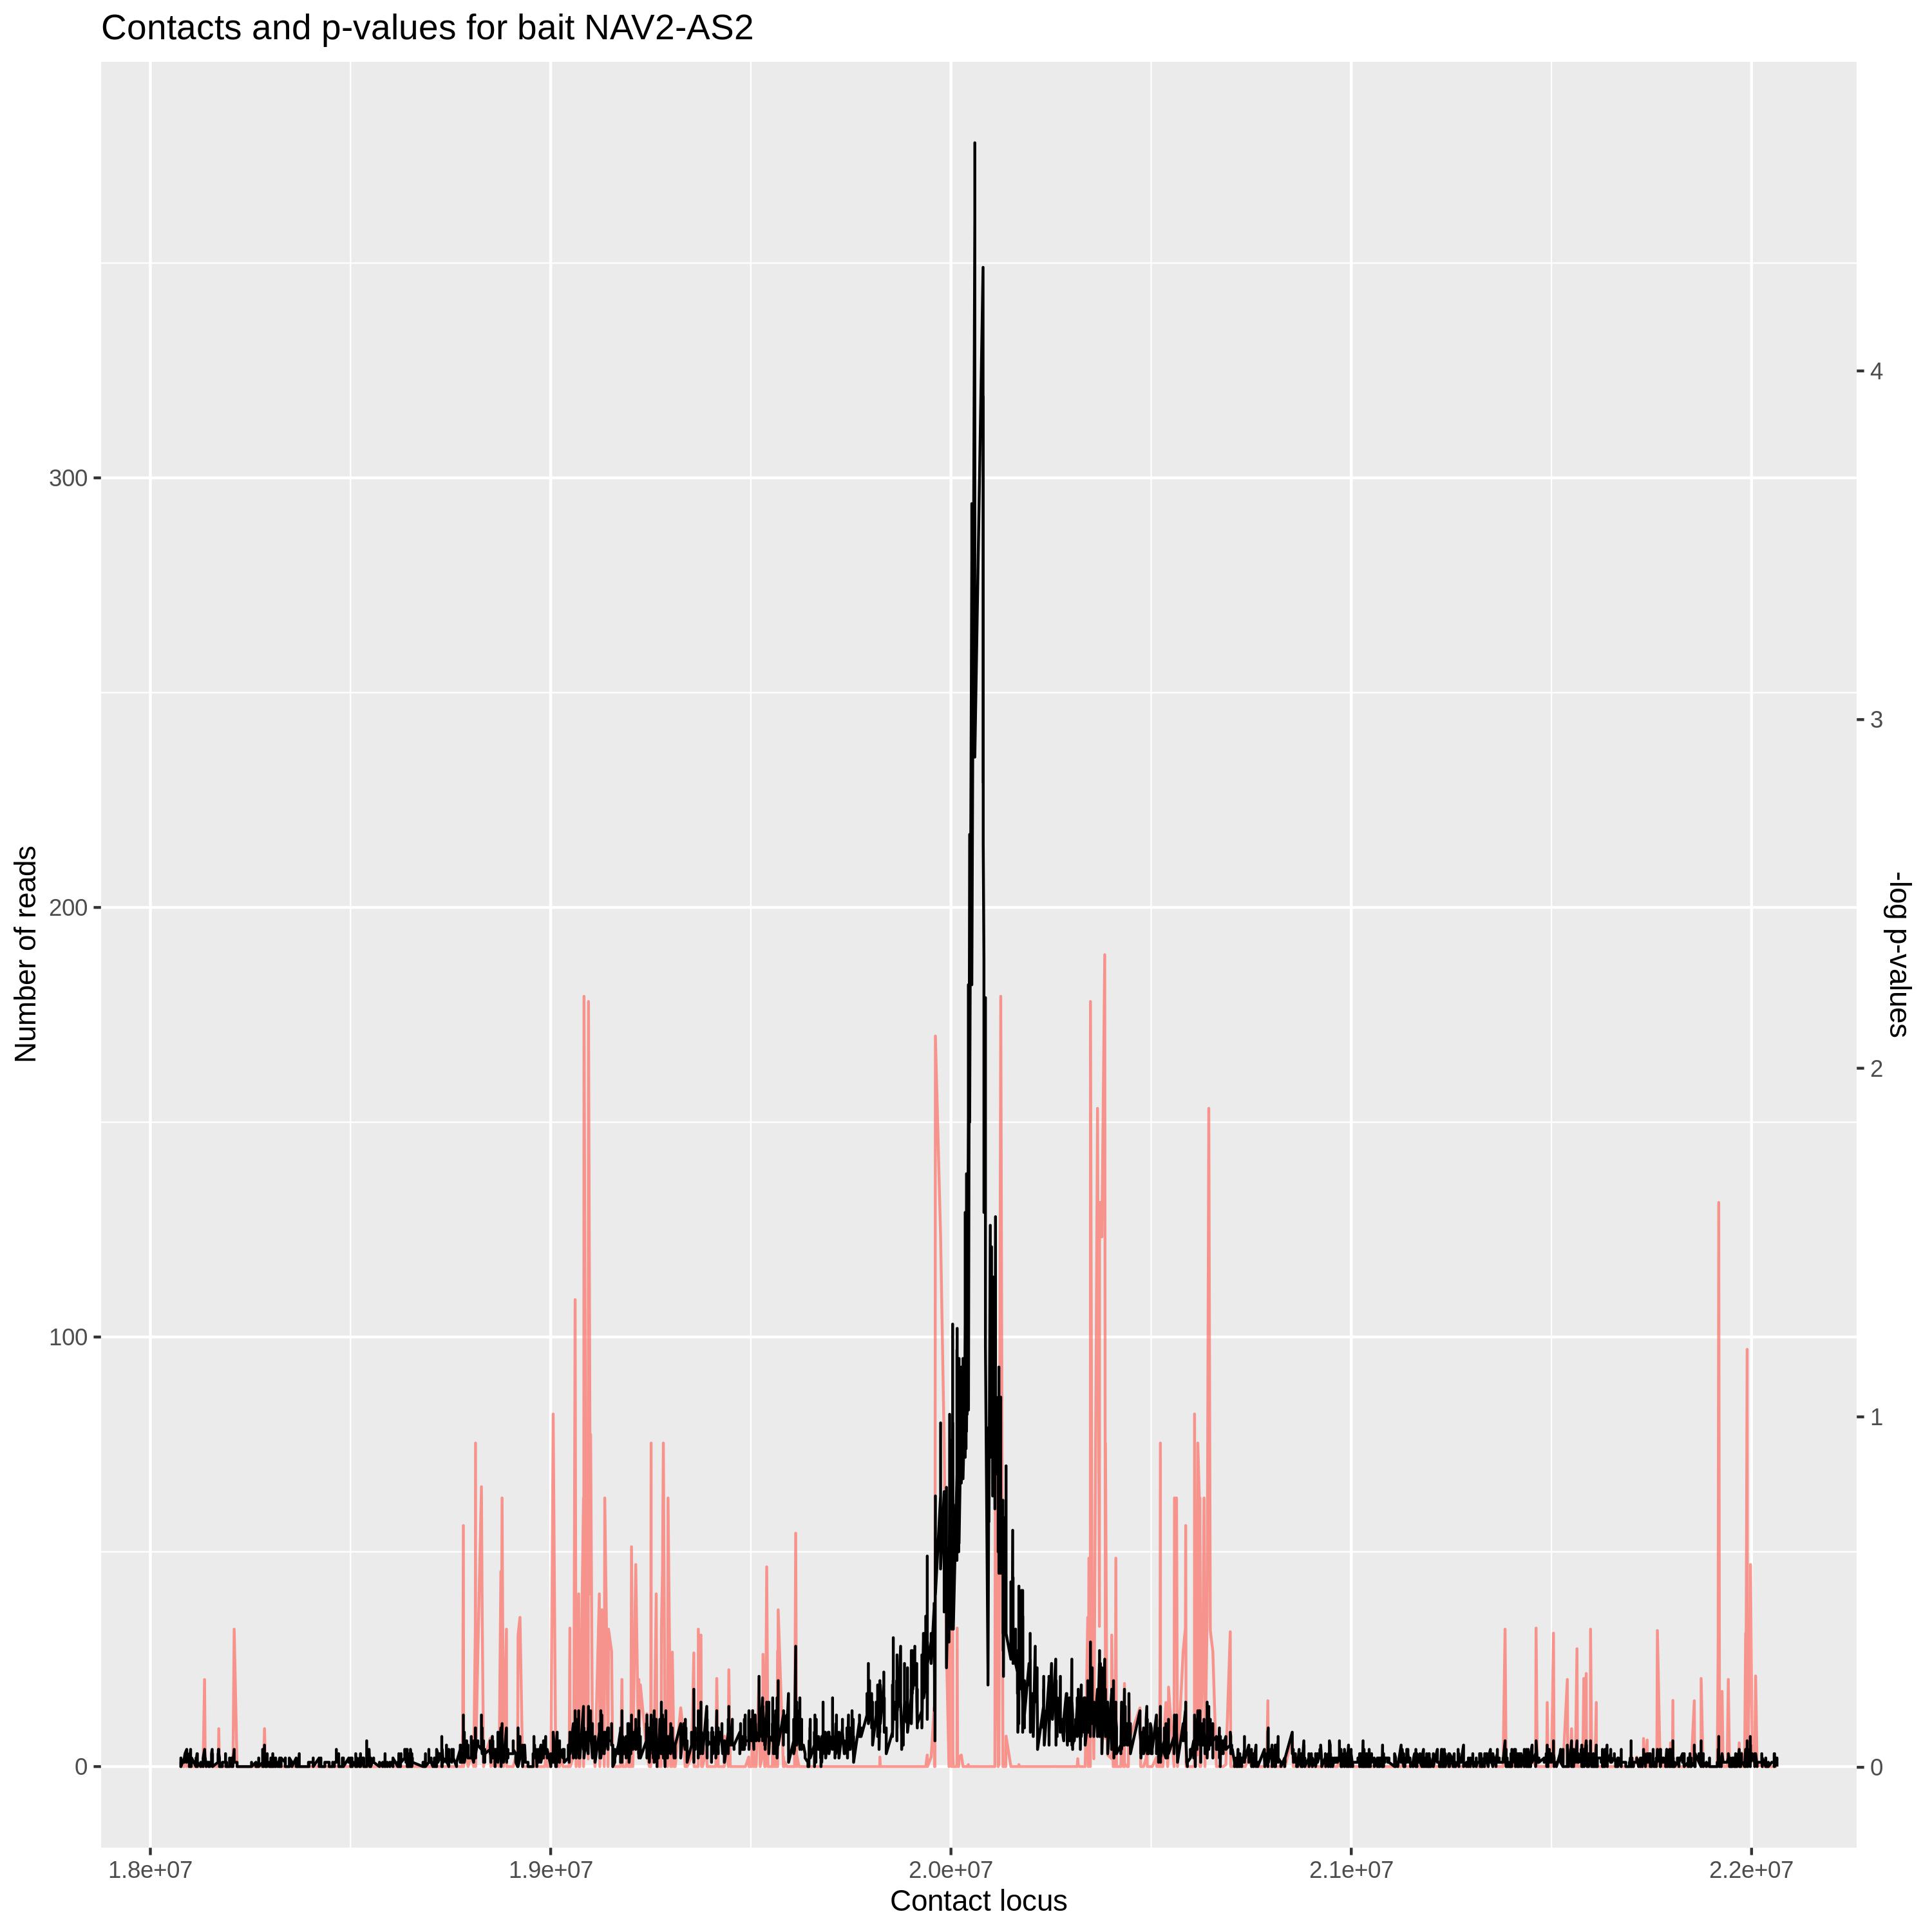 Contacts and p-values for bait NAV2-AS2
Number of reads
300
200
100
0
4
3
2
1
0
-log p-values
1.8e+07
1.9e+07
2.0e+07
2.1e+07
2.2e+07
Contact locus